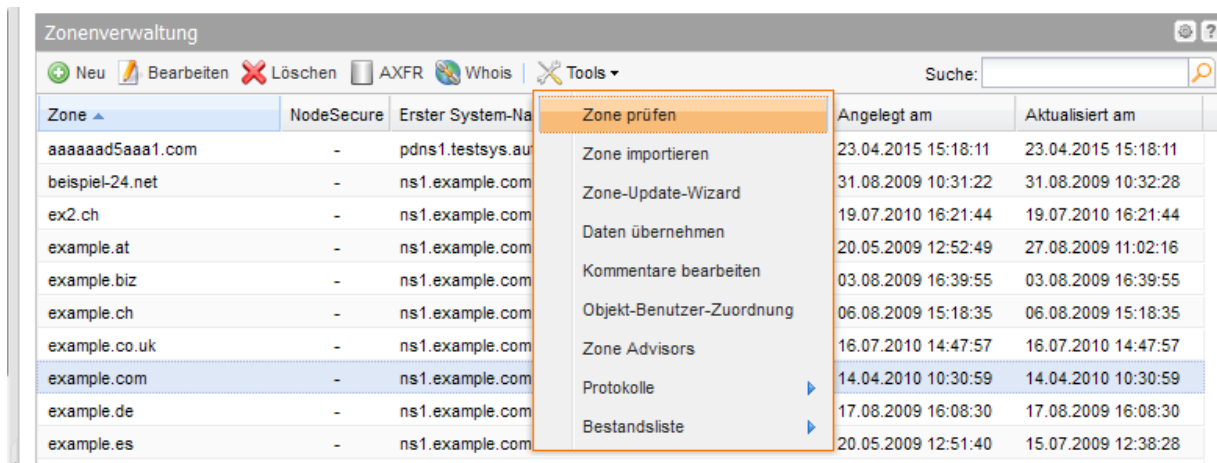 Zonenverwaltung
Neu Bearbeiten Löschen AXFR Whois Tools Suche:
Zone NodeSecure Erster System-Na Angelegt am Aktualisiert am
aaaaaad5aaa1.com - pdns1.testsys.au 23.04.2015 15:18:11 23.04.2015 15:18:11
beispiel-24.net - ns1.example.com 31.08.2009 10:31:22 31.08.2009 10:32:28
ex2.ch - ns1.example.com 19.07.2010 16:21:44 19.07.2010 16:21:44
example.at - ns1.example.com 20.05.2009 12:52:49 27.08.2009 11:02:16
example.biz - ns1.example.com 03.08.2009 16:39:55 03.08.2009 16:39:55
example.ch - ns1.example.com 06.08.2009 15:18:35 06.08.2009 15:18:35
example.co.uk - ns1.example.com 16.07.2010 14:47:57 16.07.2010 14:47:57
example.com - ns1.example.com 14.04.2010 10:30:59 14.04.2010 10:30:59
example.de - ns1.example.com 17.08.2009 16:08:30 17.08.2009 16:08:30
example.es - ns1.example.com 20.05.2009 12:51:40 15.07.2009 12:38:28
Zone prüfen
Zone importieren
Zone-Update-Wizard
Daten übernehmen
Kommentare bearbeiten
Objekt-Benutzer-Zuordnung
Zone Advisors
Protokolle
Bestandsliste